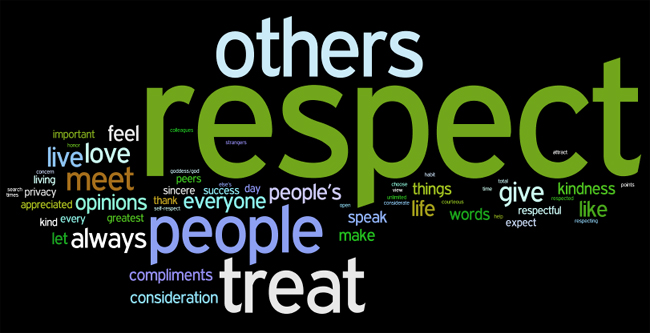 others
respect
colleagues
strangers
attract
important
feel
honor
live
love
concern
living
meet
goddess/god
peers
else's
habit
choose
view
total
points
search
times
privacy
sincere
success
day
people's
unlimited
things
time
give
kindness
appreciated
opinions
thank
everyone
self-respect
open
considerate
life
courteous
respected
like
kind
every
greatest
people
speak
words
help
respectful
respecting
expect
let
always
make
compliments
treat
consideration